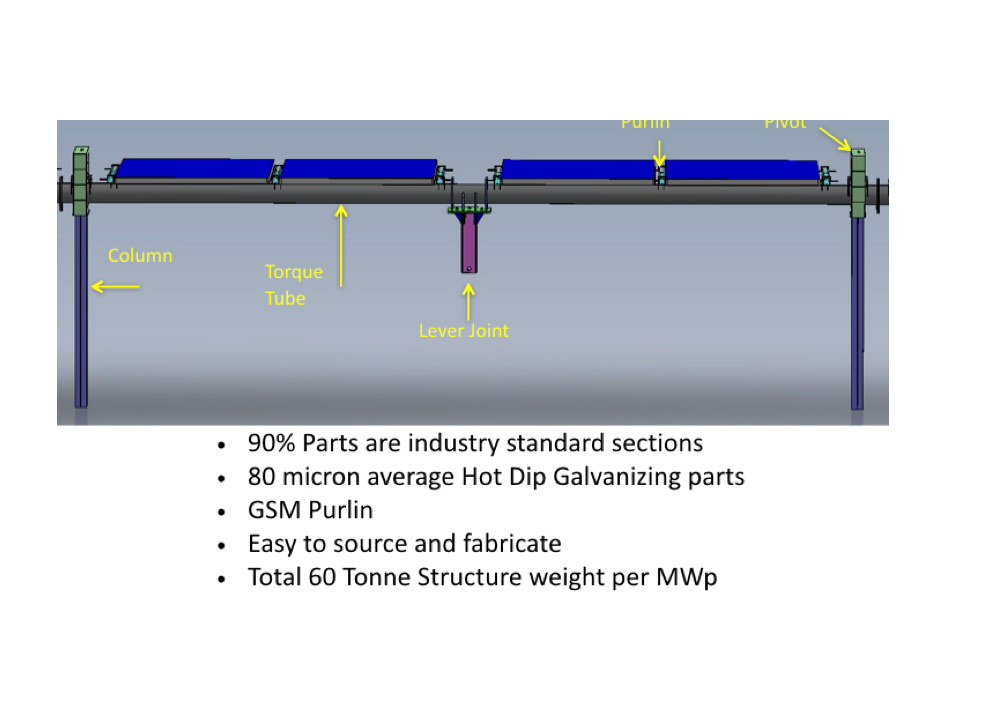 Purlin
Pivot
Column
Torque
Tube
Lever Joint
• 90% Parts are industry standard sections
• 80 micron average Hot Dip Galvanizing parts
• GSM Purlin
• Easy to source and fabricate
• Total 60 Tonne Structure weight per MWp